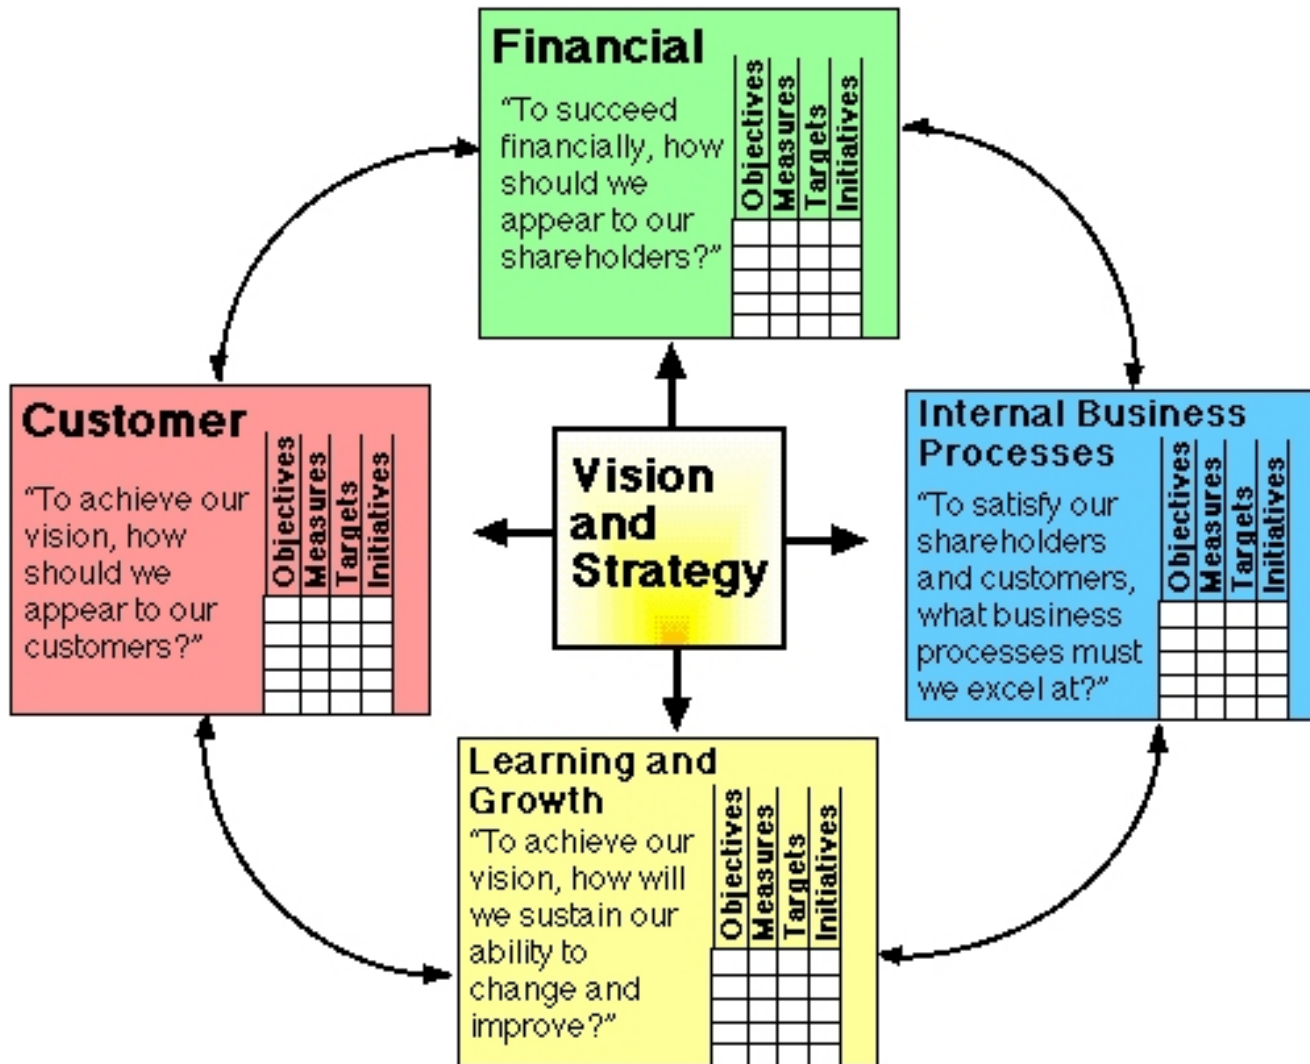 Financial
“To succeed
financially, how
should we
appear to our
shareholders?”
Objectives
Measures
Targets
Initiatives
Customer
“To achieve our
vision, how
should we
appear to our
customers?”
Objectives
Measures
Targets
Initiatives
Vision
and
Strategy
Internal Business
Processes
“To satisfy our
shareholders
and customers,
what business
processes must
we excel at?”
Objectives
Measures
Targets
Initiatives
Learning and
Growth
“To achieve our
vision, how will
we sustain our
ability to
change and
improve?”
Objectives
Measures
Targets
Initiatives